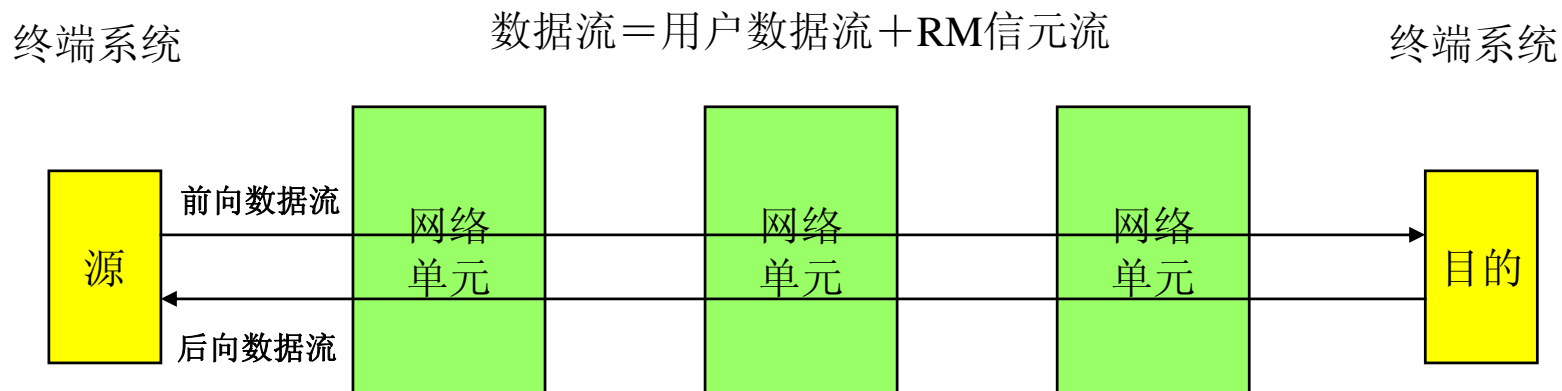 终端系统
数据流＝用户数据流＋RM信元流
终端系统
源
前向数据流
后向数据流
网络
单元
网络
单元
网络
单元
目的